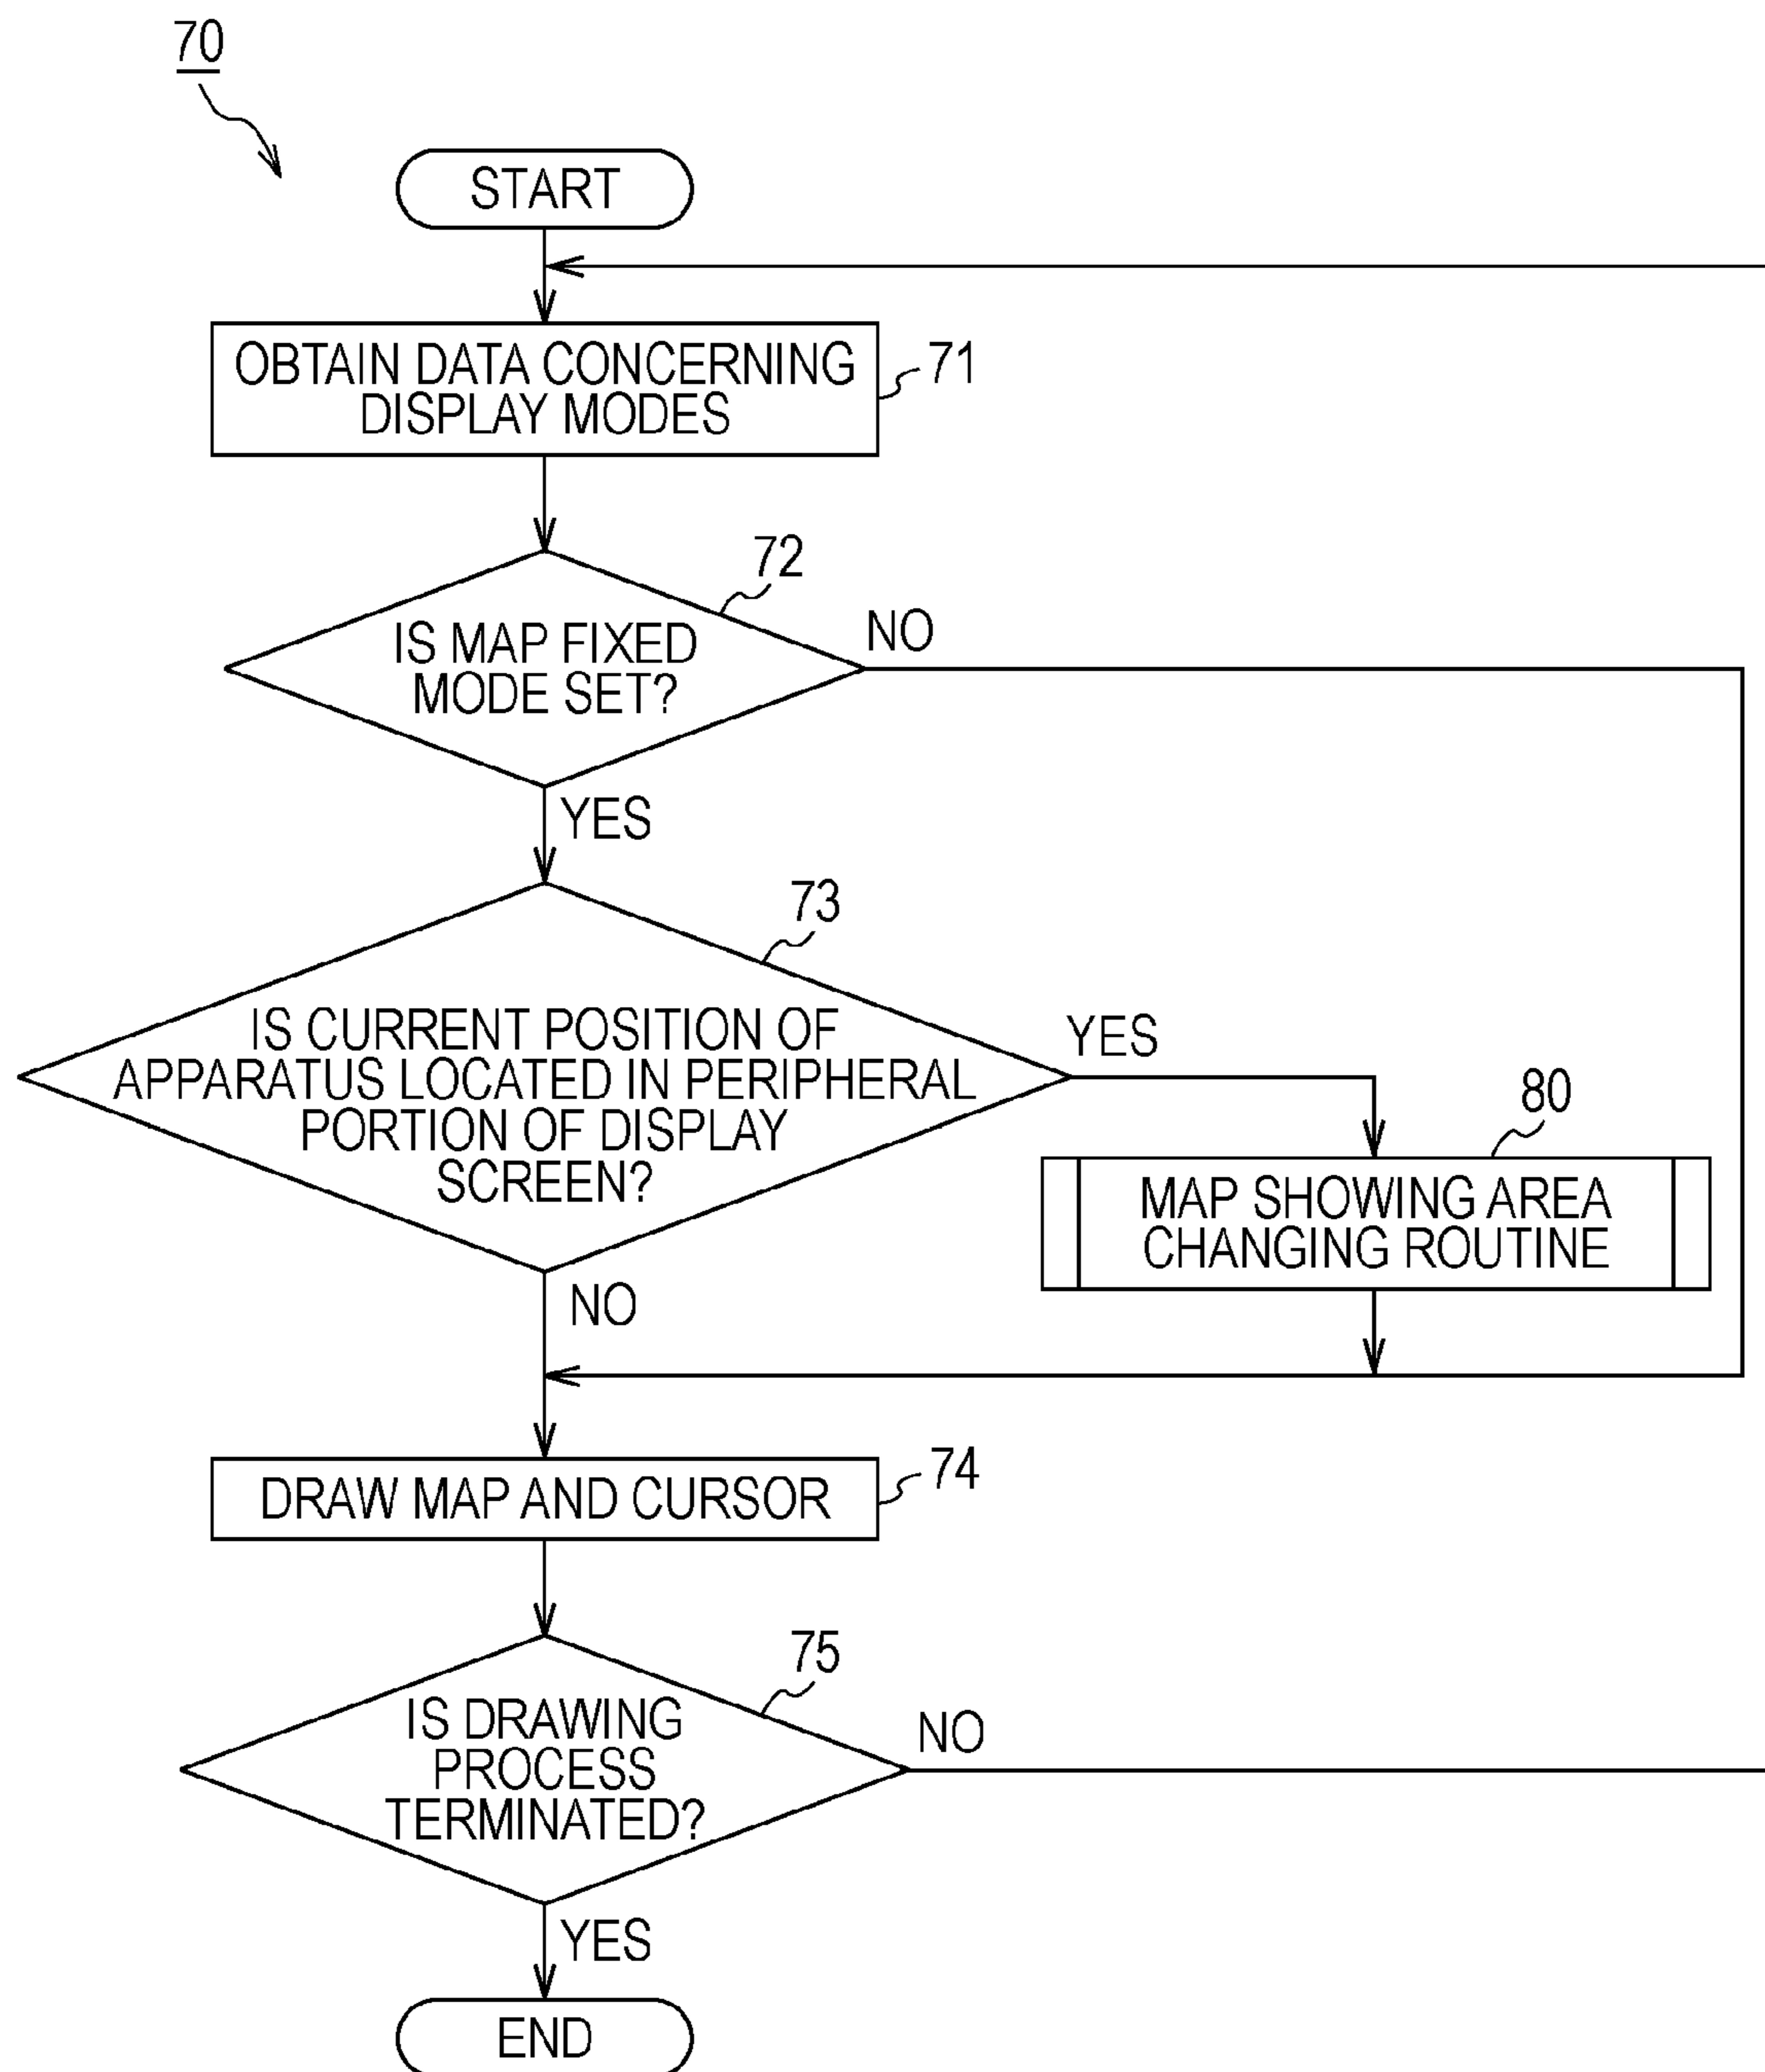 70
START
OBTAIN DATA CONCERNING
DISPLAY MODES
71
72
IS MAP FIXED
MODE SET?
NO
YES
73
IS CURRENT POSITION OF
APPARATUS LOCATED IN PERIPHERAL
PORTION OF DISPLAY
SCREEN?
YES
80
MAP SHOWING AREA
CHANGING ROUTINE
NO
DRAW MAP AND CURSOR
74
75
IS DRAWING
PROCESS
TERMINATED?
NO
YES
END